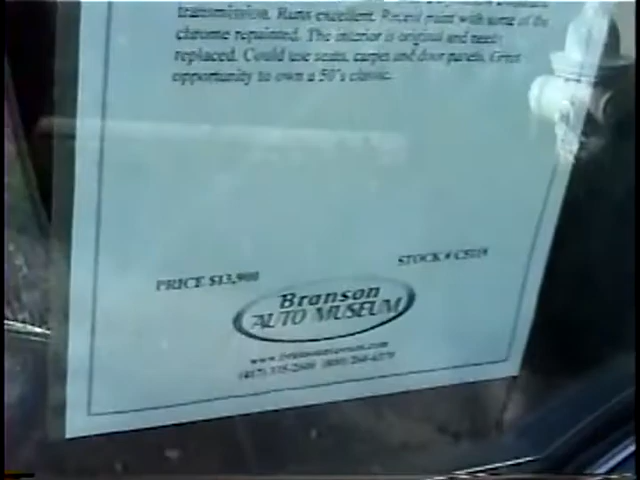 transmission. Runs excellent. Recent paint with some of the
chrome repainted. The interior is original and needs
replaced. Could use seats, carpet and door panels. Great
opportunity to own a 50's classic.
PRICE $13,900
STOCK #
Branson
AUTO MUSEUM